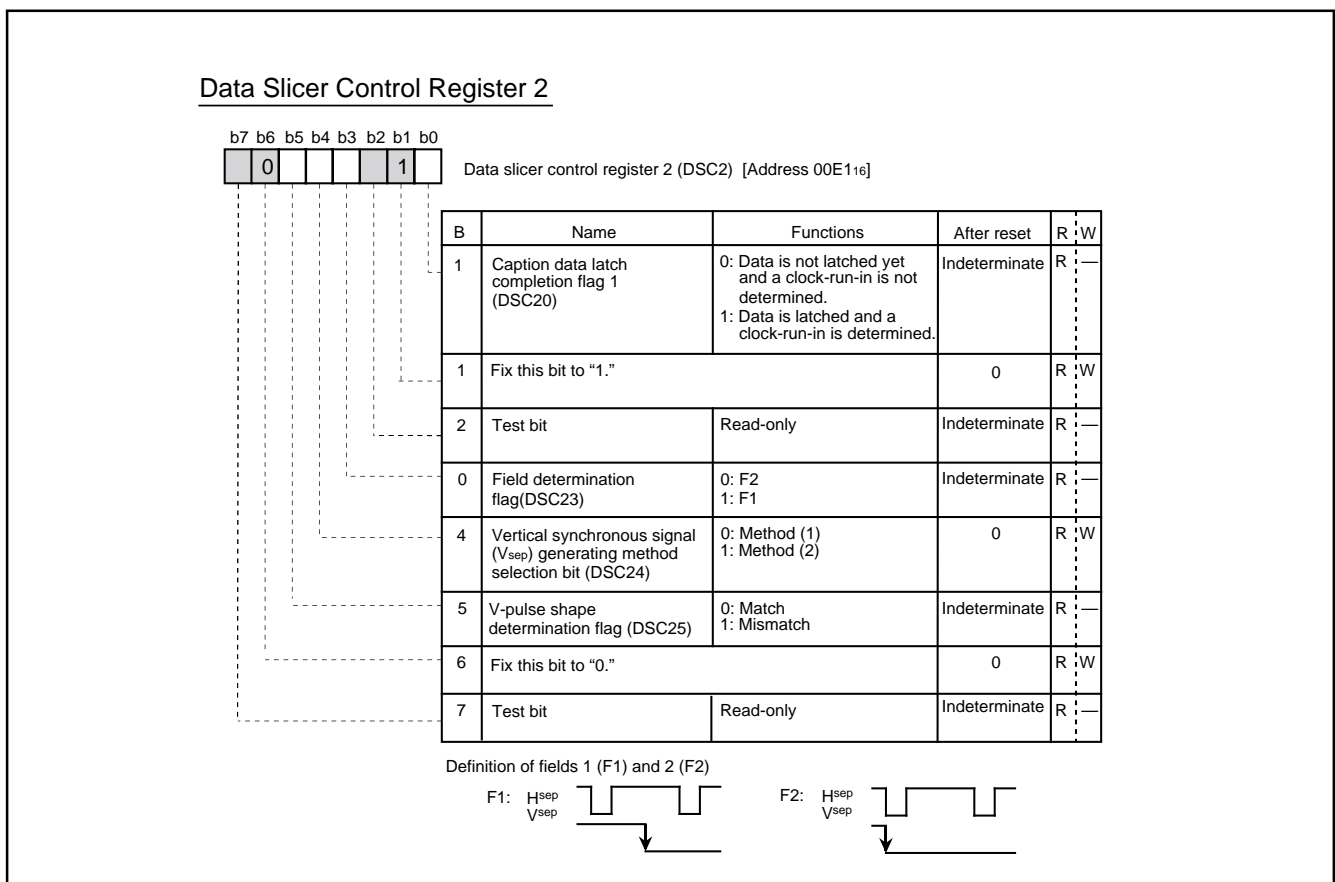 Data Slicer Control Register 2
b7 b6 b5 b4 b3 b2 b1 b0
0 1
Data slicer control register 2 (DSC2) [Address 00E116]
B Name Functions After reset R W
1 Caption data latch completion flag 1 (DSC20) 0: Data is not latched yet and a clock-run-in is not determined. 1: Data is latched and a clock-run-in is determined. Indeterminate R —
1 Fix this bit to “1.” 0 R W
2 Test bit Read-only Indeterminate R —
0 Field determination flag(DSC23) 0: F2 1: F1 Indeterminate R —
4 Vertical synchronous signal (Vsep) generating method selection bit (DSC24) 0: Method (1) 1: Method (2) 0 R W
5 V-pulse shape determination flag (DSC25) 0: Match 1: Mismatch Indeterminate R —
6 Fix this bit to “0.” 0 R W
7 Test bit Read-only Indeterminate R —
Definition of fields 1 (F1) and 2 (F2)
F1: Hsep
Vsep
F2: Hsep
Vsep